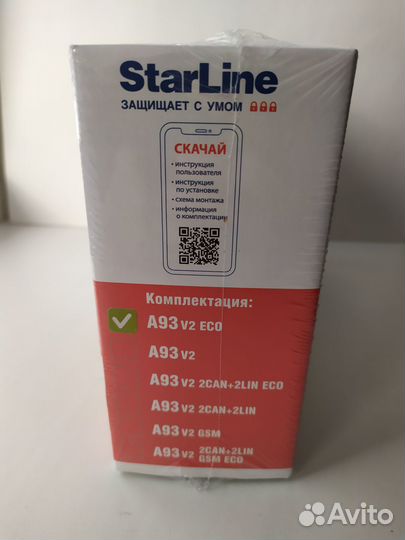 StarLine
ЗАЩИЩАЕТ С УМОМ
СКАЧАЙ
• инструкция
пользователя
• инструкция
по установке
• схема монтажа
• информация
о комплектации
Комплектация:
A93 V2 ECO
A93 V2
A93 V2 2CAN+2LIN ECO
A93 V2 2CAN+2LIN
A93 V2 GSM
A93 V2 2CAN+2LIN
GSM ECO
Avito